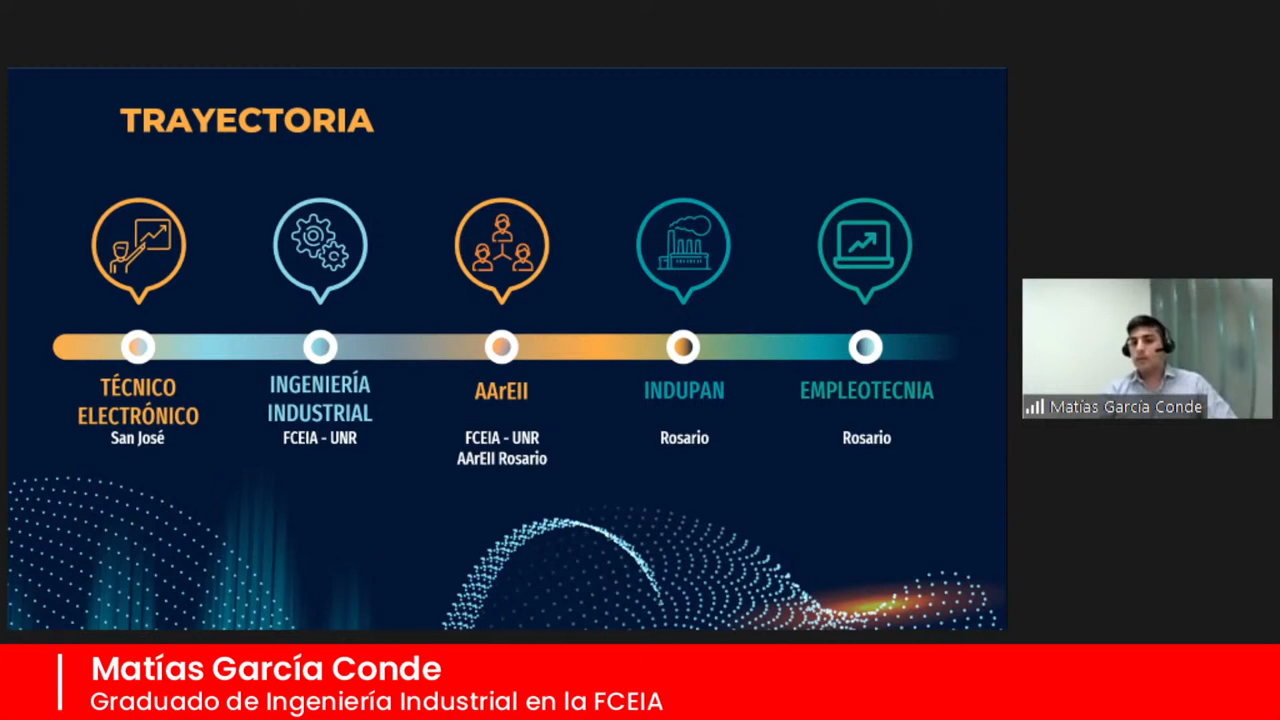 TRAYECTORIA
TÉCNICO
ELECTRÓNICO
San José
INGENIERÍA
INDUSTRIAL
FCEIA - UNR
AArEII
FCEIA - UNR
AArEII Rosario
INDUPAN
Rosario
EMPLEOTECNIA
Rosario
Matías García Conde
Matías García Conde
Graduado de Ingeniería Industrial en la FCEIA